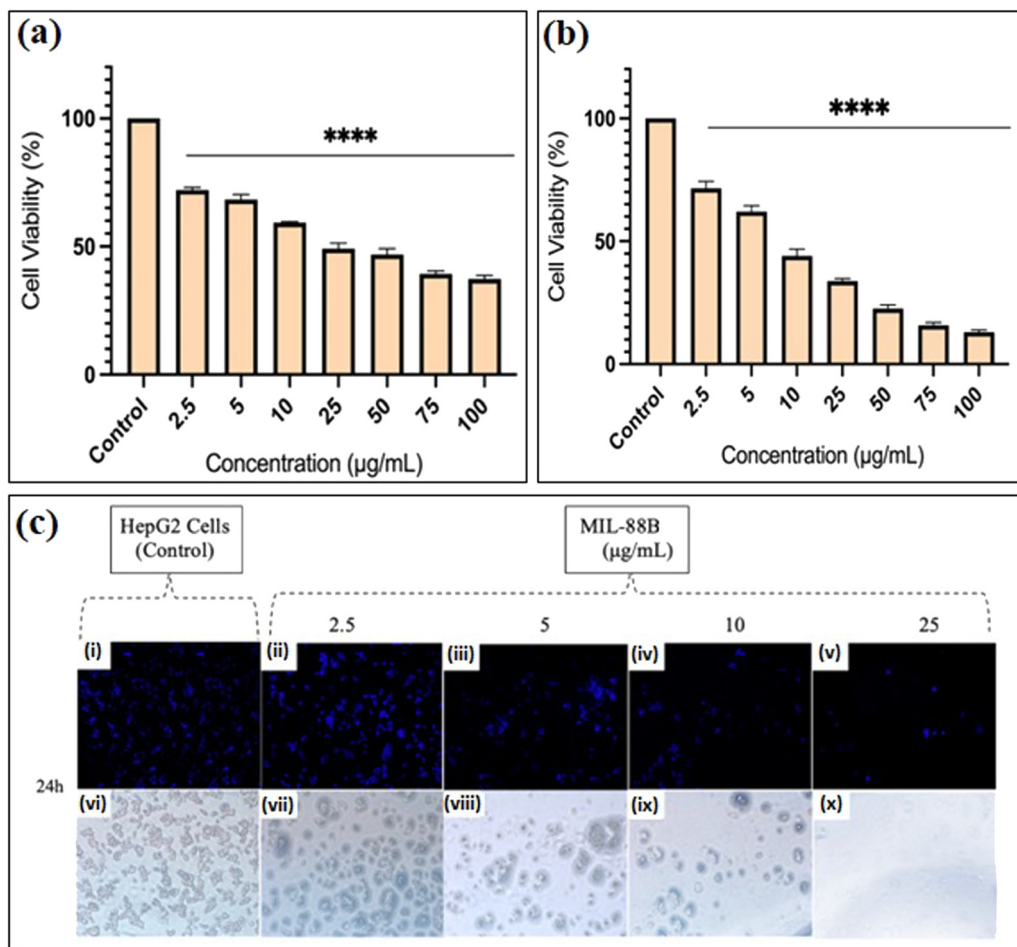 (a)
Cell Viability (%)
100
50
0
****
Control
2.5
5
10
25
50
75
100
Concentration (µg/mL)
(b)
Cell Viability (%)
100
50
0
****
Control
2.5
5
10
25
50
75
100
Concentration (µg/mL)
(c)
HepG2 Cells
(Control)
MIL-88B
(µg/mL)
2.5 5 10 25
(i) (ii) (iii) (iv) (v)
24h
(vi) (vii) (viii) (ix) (x)